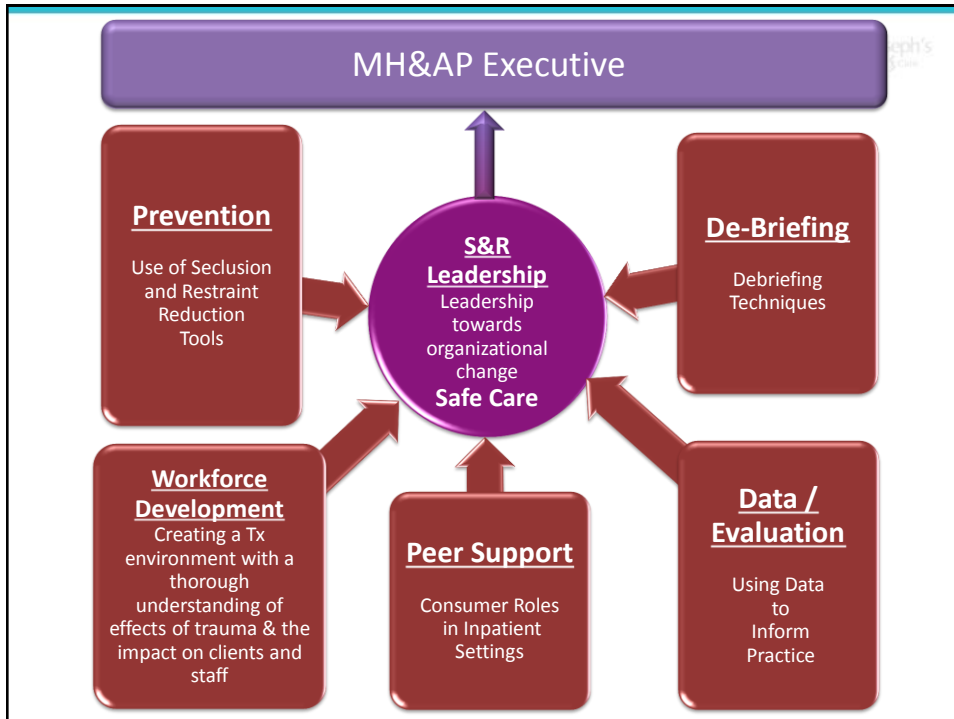 MH&AP Executive
Prevention
Use of Seclusion
and Restraint
Reduction
Tools
S&R
Leadership
Leadership
towards
organizational
change
Safe Care
De-Briefing
Debriefing
Techniques
Workforce
Development
Creating a Tx
environment with a
thorough
understanding of
effects of trauma & the
impact on clients and
staff
Peer Support
Consumer Roles
in Inpatient
Settings
Data /
Evaluation
Using Data
to
Inform
Practice